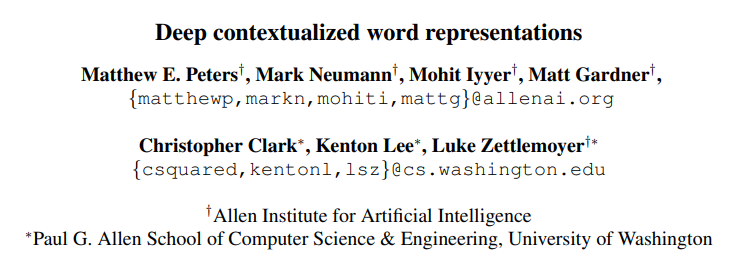 Deep contextualized word representations
Matthew E. Peters†, Mark Neumann†, Mohit Iyyer†, Matt Gardner†,
{matthewp,markn,mohiti,mattg}@allenai.org
Christopher Clark∗, Kenton Lee∗, Luke Zettlemoyer†∗
{csquared,kentonl,lsz}@cs.washington.edu
†Allen Institute for Artificial Intelligence
∗Paul G. Allen School of Computer Science & Engineering, University of Washington